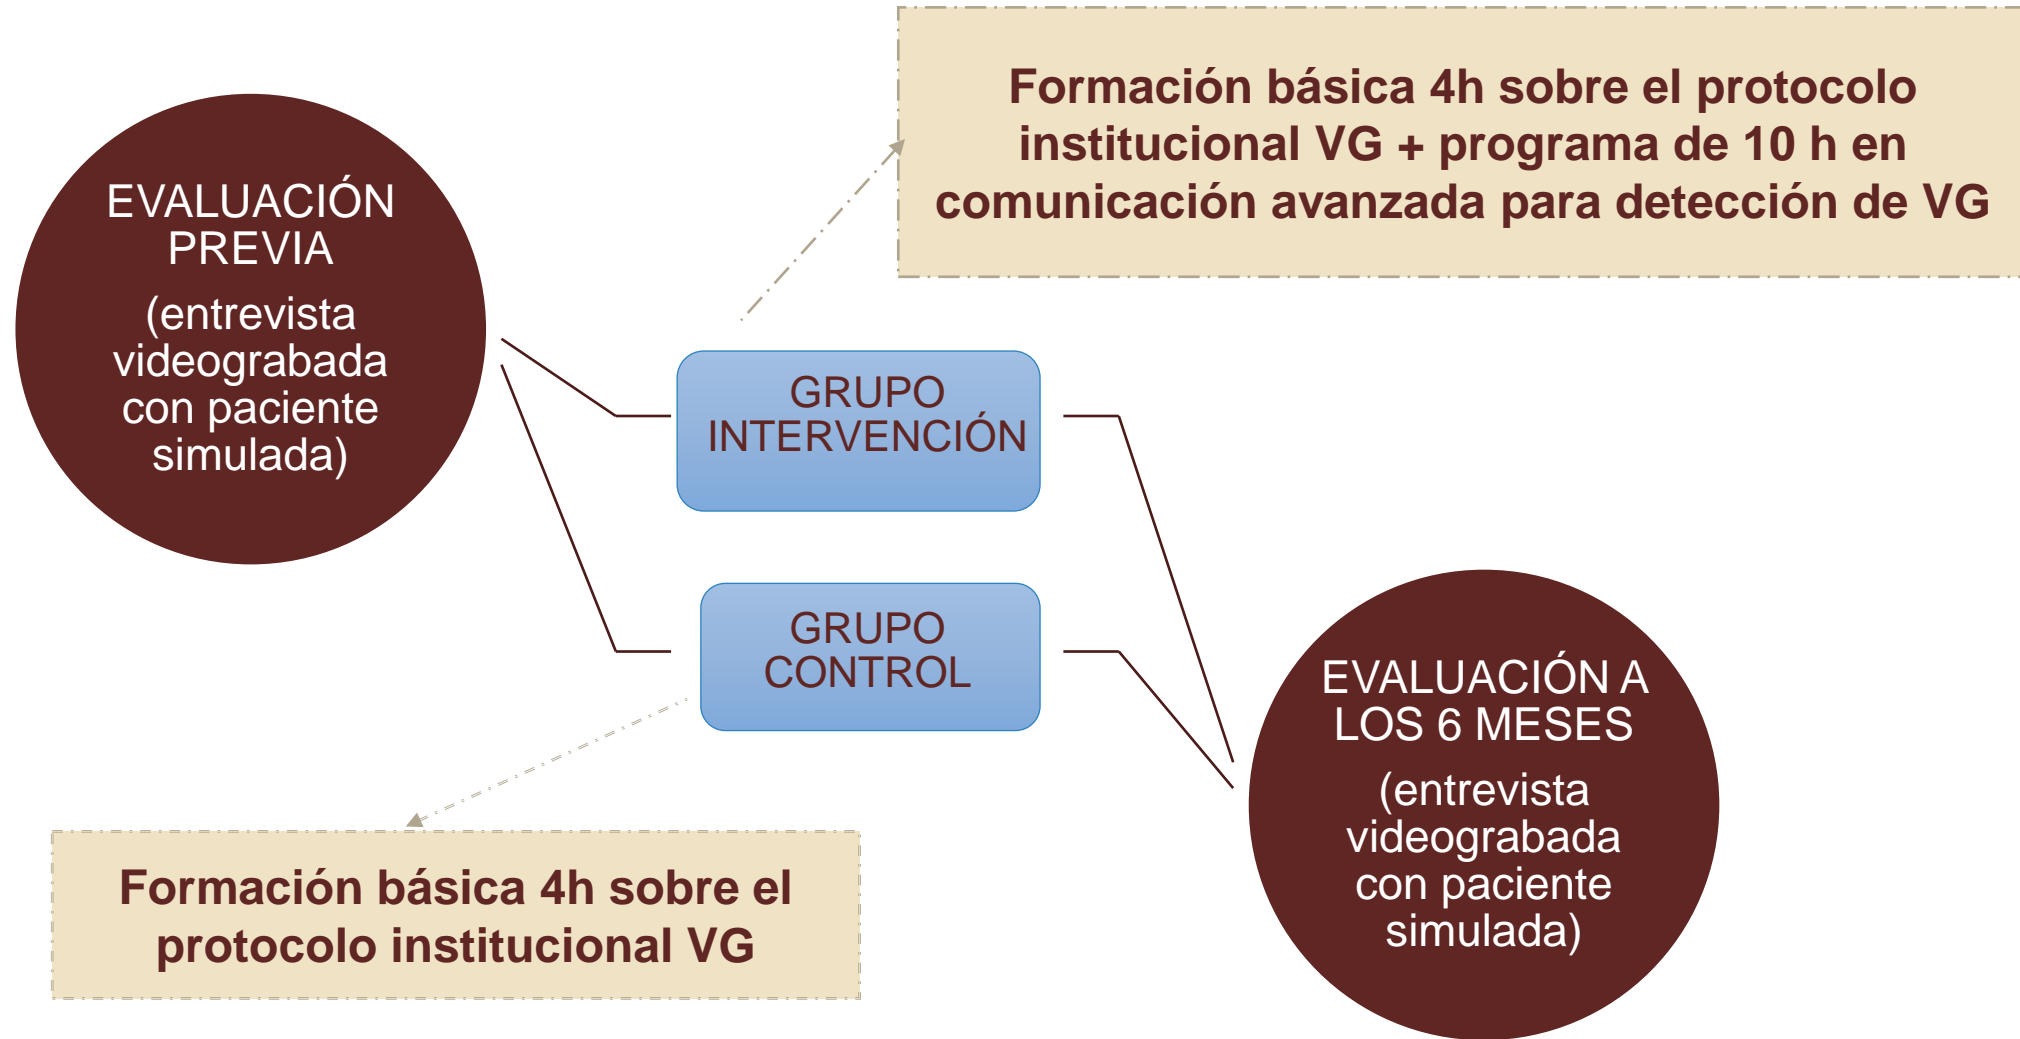 EVALUACIÓN
PREVIA
(entrevista
videograbada
con paciente
simulada)
Formación básica 4h sobre el protocolo
institucional VG + programa de 10 h en
comunicación avanzada para detección de VG
GRUPO
INTERVENCIÓN
GRUPO
CONTROL
Formación básica 4h sobre el
protocolo institucional VG
EVALUACIÓN A
LOS 6 MESES
(entrevista
videograbada
con paciente
simulada)